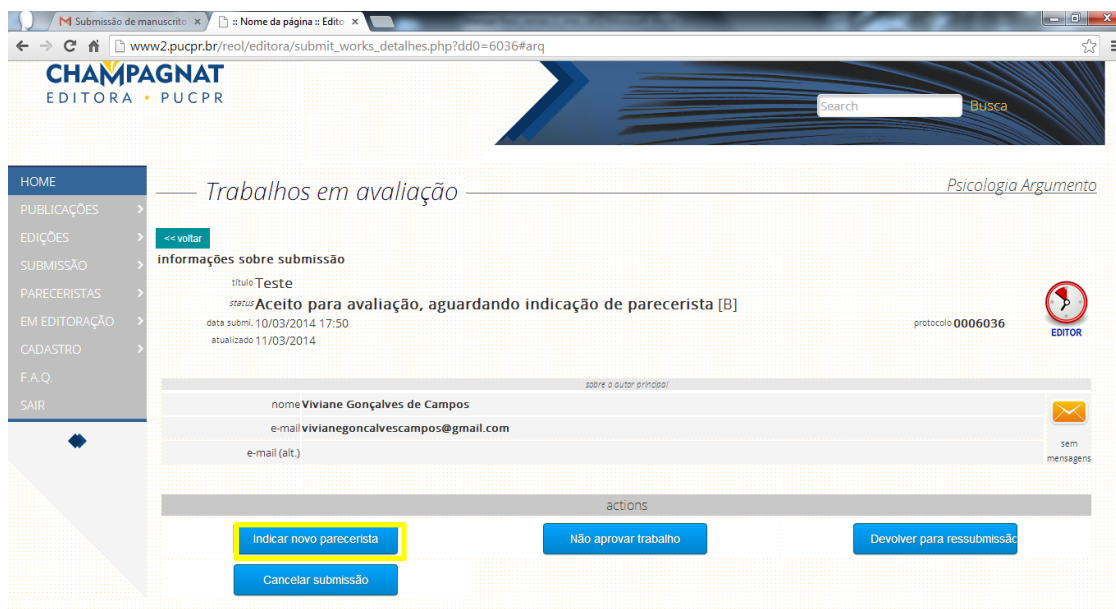 Submissão de manuscrito
:: Nome da página :: Edito
www2.pucpr.br/reol/editora/submit_works_detalhes.php?dd0=6036#arq
CHAMPAGNAT
EDITORA • PUCPR
Search
Busca
HOME
PUBLICAÇÕES
EDIÇÕES
SUBMISSÃO
PARECERISTAS
EM EDITORAÇÃO
CADASTRO
F.A.Q.
SAIR
Trabalhos em avaliação
Psicologia Argumento
<< voltar
informações sobre submissão
título Teste
status Aceito para avaliação, aguardando indicação de parecerista [B]
data submi. 10/03/2014 17:50
protocolo 0006036
atualizado 11/03/2014
EDITOR
sobre o autor principal
nome Viviane Gonçalves de Campos
e-mail vivianegoncalvescampos@gmail.com
e-mail (alt.)
sem
mensagens
actions
Indicar novo parecerista
Não aprovar trabalho
Devolver para ressubmissão
Cancelar submissão